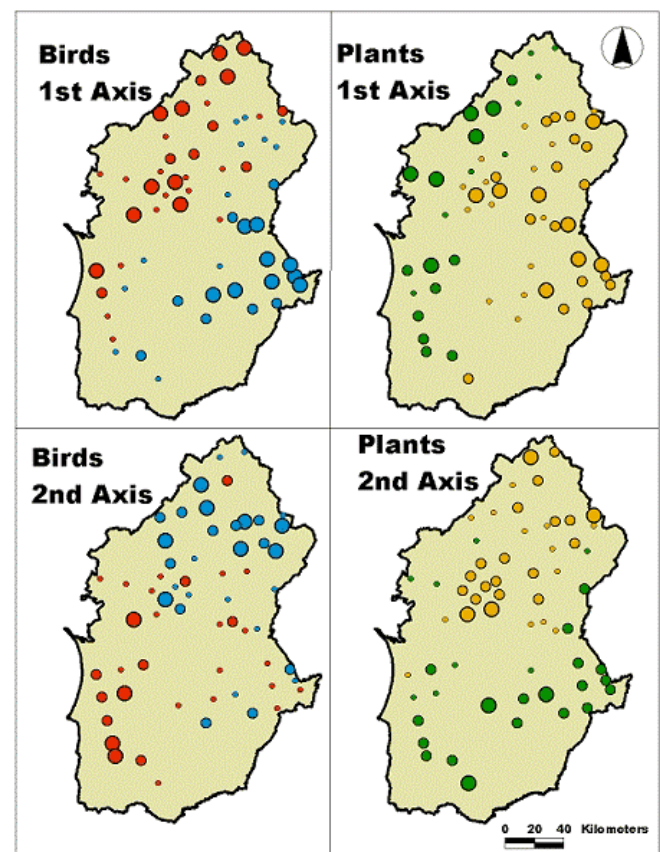 Birds
1st Axis
Plants
1st Axis
Birds
2nd Axis
Plants
2nd Axis
0 20 40 Kilometers